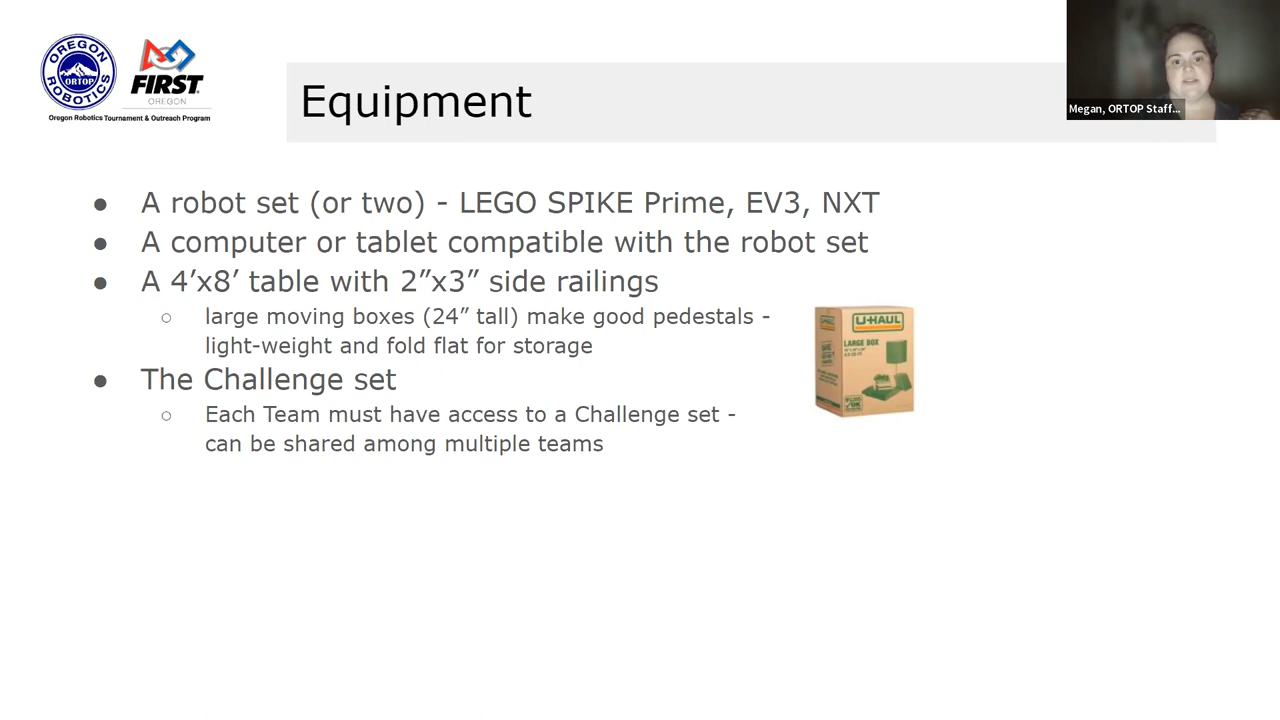 OREGON
ORTOP
ROBOTICS
FIRST
OREGON
Oregon Robotics Tournament & Outreach Program
Equipment
Megan, ORTOP Staff...
● A robot set (or two) - LEGO SPIKE Prime, EV3, NXT
● A computer or tablet compatible with the robot set
● A 4’x8’ table with 2”x3” side railings
○ large moving boxes (24” tall) make good pedestals -
light-weight and fold flat for storage
U-HAUL
LARGE BOX
● The Challenge set
○ Each Team must have access to a Challenge set -
can be shared among multiple teams